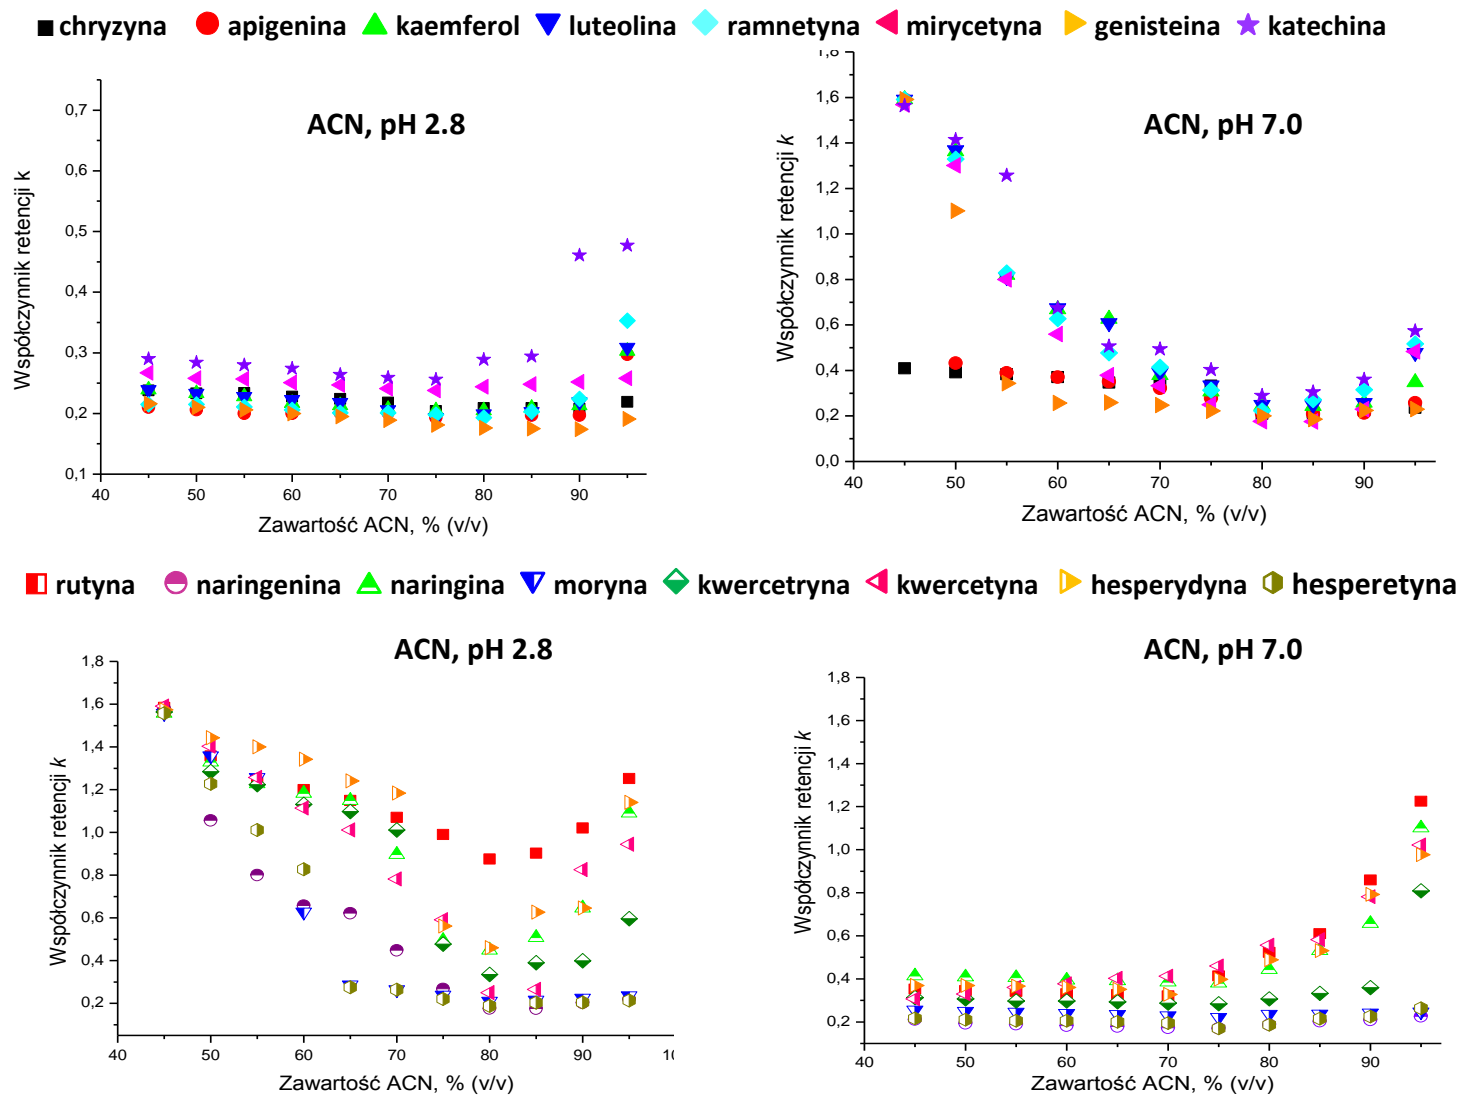 chryzyna apigenina kaemferol luteolina ramnetyna mirycetyna genisteina katechina
ACN, pH 2.8
Współczynnik retencji k
0,7
0,6
0,5
0,4
0,3
0,2
0,1
40 50 60 70 80 90
Zawartość ACN, % (v/v)
ACN, pH 7.0
Współczynnik retencji k
1,8
1,6
1,4
1,2
1,0
0,8
0,6
0,4
0,2
0,0
40 50 60 70 80 90
Zawartość ACN, % (v/v)
rutyna naringenina naringina moryna kwercetryna kwercetyna hesperydyna hesperetyna
ACN, pH 2.8
Współczynnik retencji k
1,8
1,6
1,4
1,2
1,0
0,8
0,6
0,4
0,2
40 50 60 70 80 90 10
Zawartość ACN, % (v/v)
ACN, pH 7.0
Współczynnik retencji k
1,8
1,6
1,4
1,2
1,0
0,8
0,6
0,4
0,2
40 50 60 70 80 90
Zawartość ACN, % (v/v)